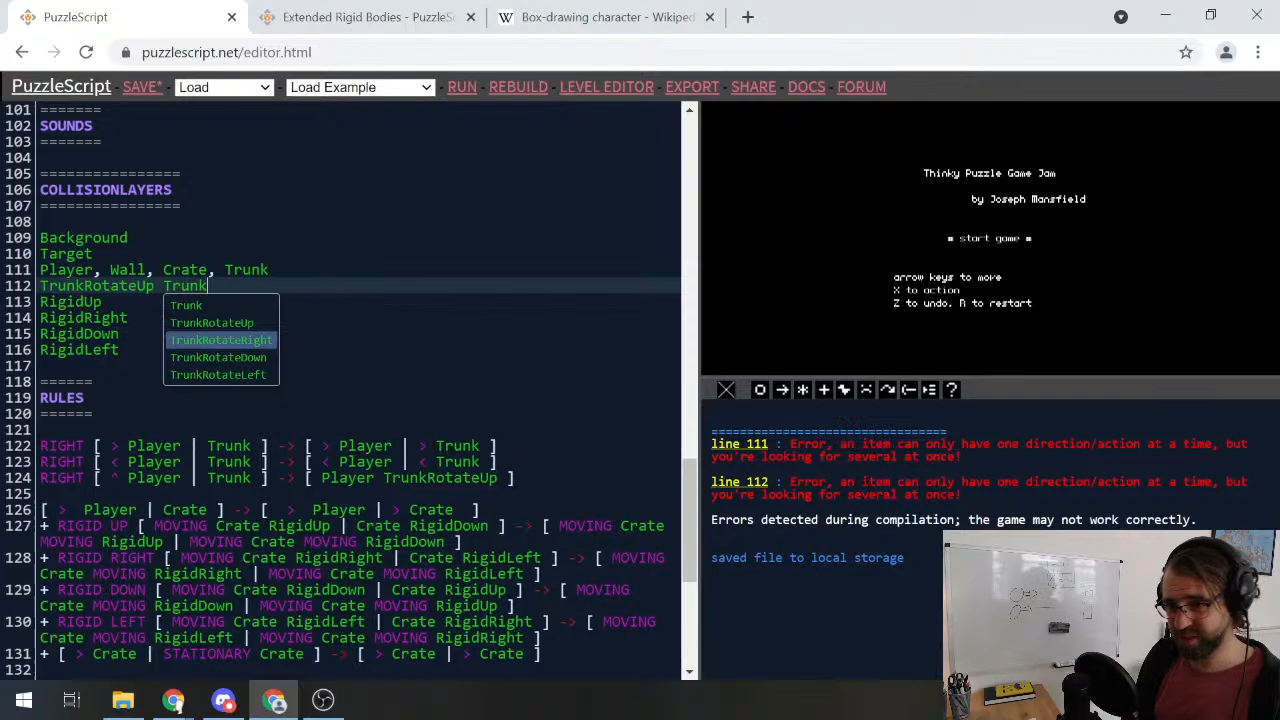 PuzzleScript
Extended Rigid Bodies - PuzzleS
Box-drawing character - Wikiped
puzzlescript.net/editor.html
PuzzleScript SAVE* Load Load Example - RUN - REBUILD - LEVEL EDITOR - EXPORT - SHARE - DOCS - FORUM
101 =======
102 SOUNDS
103 =======
104
105 ================
106 COLLISIONLAYERS
107 ================
108
109 Background
110 Target
111 Player, Wall, Crate, Trunk
112 TrunkRotateUp Trunk
113 RigidUp
114 RigidRight
115 RigidDown
116 RigidLeft
117
118 ======
119 RULES
120 ======
121
122 RIGHT [ > Player | Trunk ] -> [ > Player | > Trunk ]
123 RIGHT [ < Player | Trunk ] -> [ < Player | < Trunk ]
124 RIGHT [ ^ Player | Trunk ] -> [ Player TrunkRotateUp ]
125
126 [ > Player | Crate ] -> [ > Player | > Crate ]
127 + RIGID UP [ MOVING Crate RigidUp | Crate RigidDown ] -> [ MOVING Crate
MOVING RigidUp | MOVING Crate MOVING RigidDown ]
128 + RIGID RIGHT [ MOVING Crate RigidRight | Crate RigidLeft ] -> [ MOVING
Crate MOVING RigidRight | MOVING Crate MOVING RigidLeft ]
129 + RIGID DOWN [ MOVING Crate RigidDown | Crate RigidUp ] -> [ MOVING
Crate MOVING RigidDown | MOVING Crate MOVING RigidUp ]
130 + RIGID LEFT [ MOVING Crate RigidLeft | Crate RigidRight ] -> [ MOVING
Crate MOVING RigidLeft | MOVING Crate MOVING RigidRight ]
131 + [ > Crate | STATIONARY Crate ] -> [ > Crate | > Crate ]
132
Trunk
TrunkRotateUp
TrunkRotateRight
TrunkRotateDown
TrunkRotateLeft
Thinky Puzzle Game Jam
by Joseph Mansfield
# start game #
arrow keys to move
X to action
Z to undo, R to restart
=================================
line 111 : Error, an item can only have one direction/action at a time, but
you're looking for several at once!
line 112 : Error, an item can only have one direction/action at a time, but
you're looking for several at once!
Errors detected during compilation; the game may not work correctly.
saved file to local storage